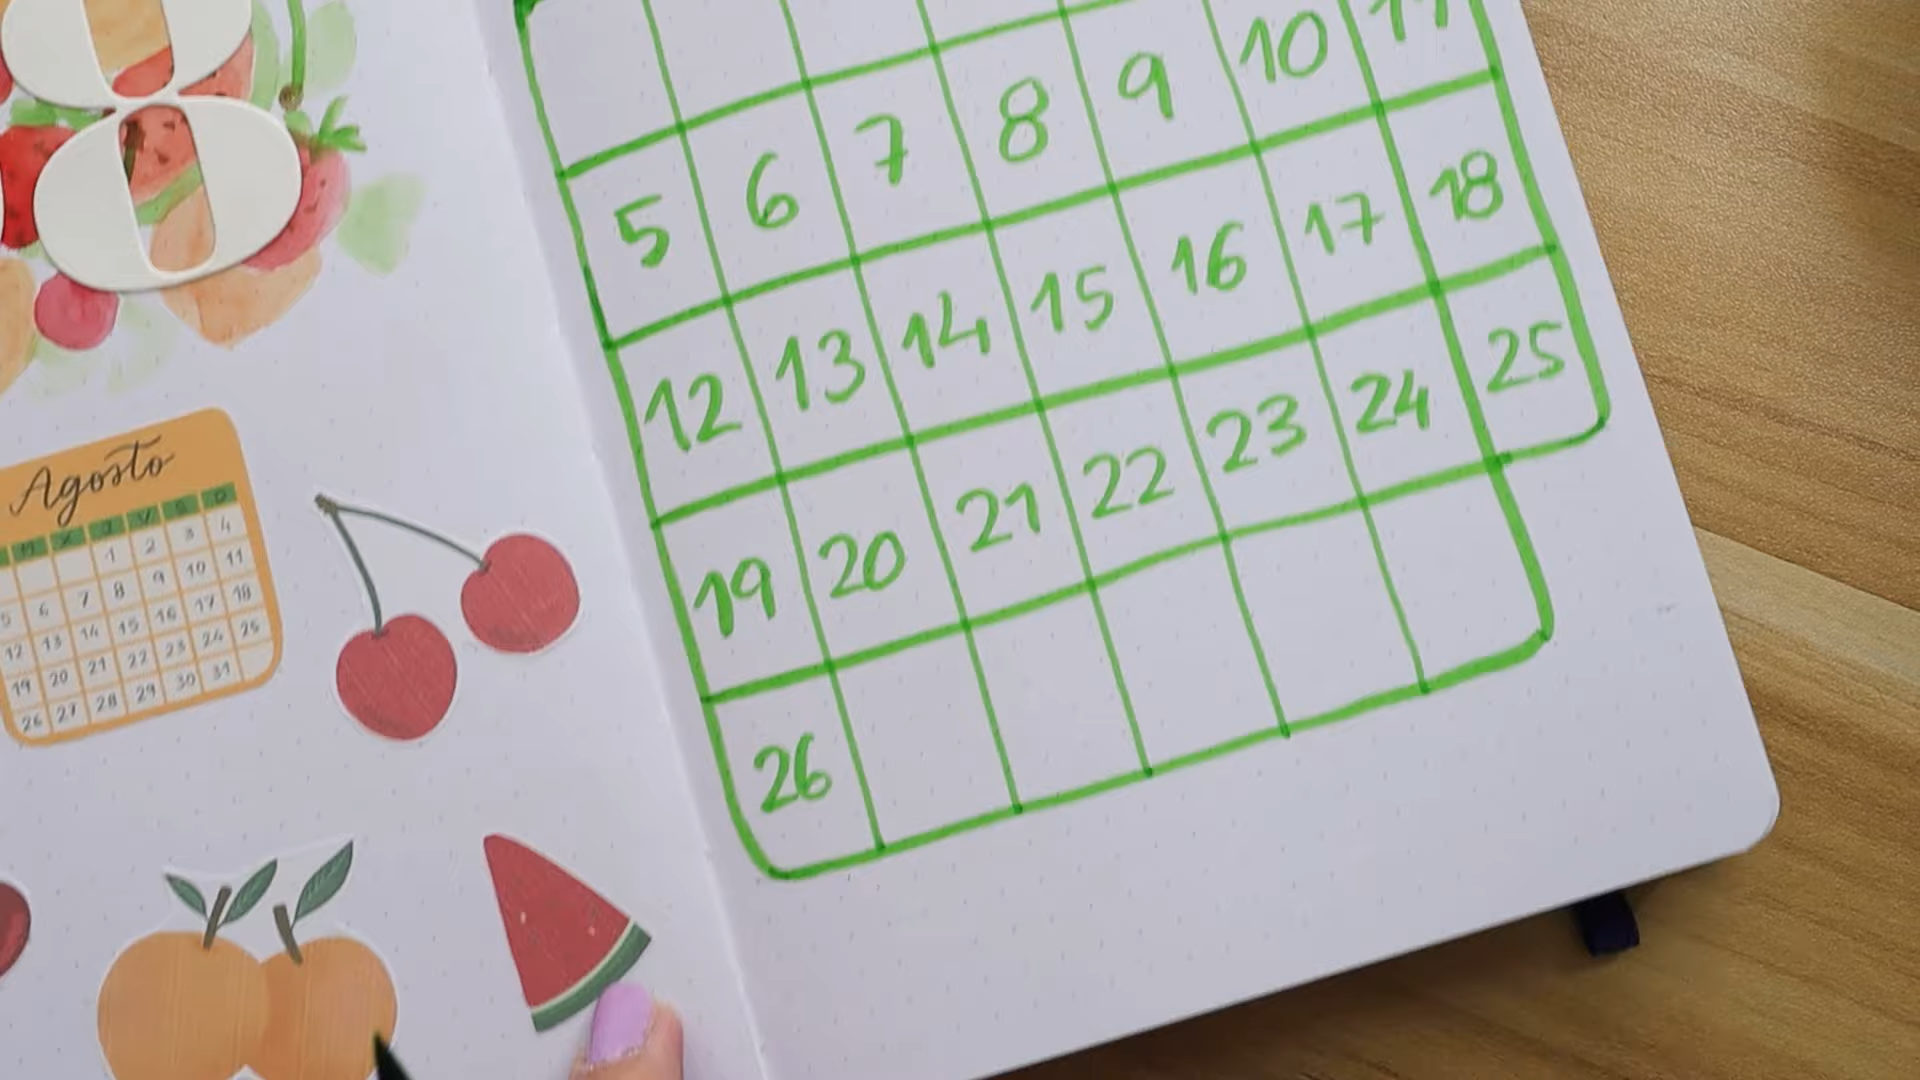 8
Agosto
M X J V S D
1 2 3 4
5 6 7 8 9 10 11
12 13 14 15 16 17 18
19 20 21 22 23 24 25
26 27 28 29 30 31
5 6 7 8 9 10 11
12 13 14 15 16 17 18
19 20 21 22 23 24 25
26